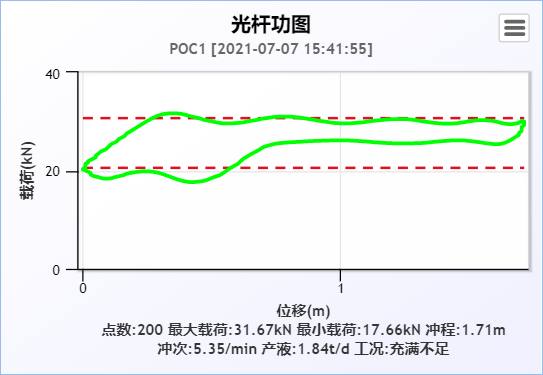 光杆功图
POC1 [2021-07-07 15:41:55]
载荷(kN)
40
20
0
0
1
位移(m)
点数:200 最大载荷:31.67kN 最小载荷:17.66kN 冲程:1.71m
冲次:5.35/min 产液:1.84t/d 工况:充满不足